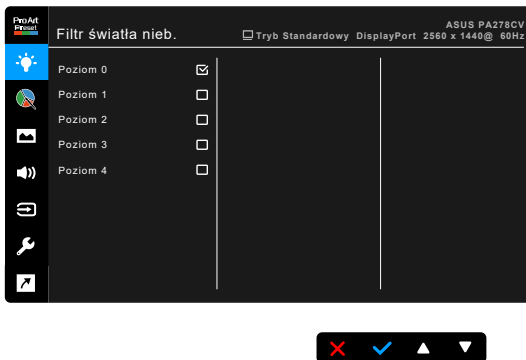 ProArt
Preset
Filtr światła nieb.
ASUS PA278CV
Tryb Standardowy DisplayPort 2560 x 1440@ 60Hz
Poziom 0
Poziom 1
Poziom 2
Poziom 3
Poziom 4